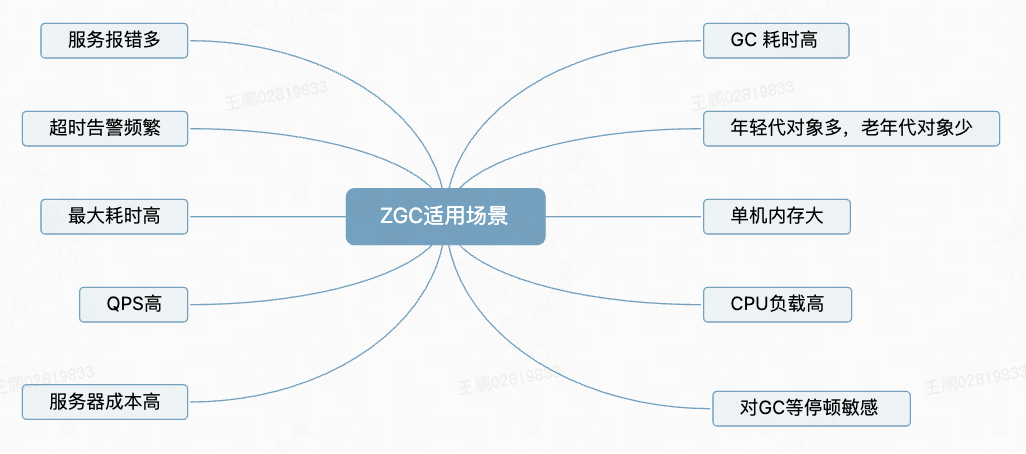 服务报错多
GC 耗时高
王鹏02819833
王鹏02819833
超时告警频繁
年轻代对象多，老年代对象少
最大耗时高
ZGC适用场景
单机内存大
QPS高
CPU负载高
王鹏02819833
王鹏02819833
王鹏02819833
服务器成本高
对GC等停顿敏感